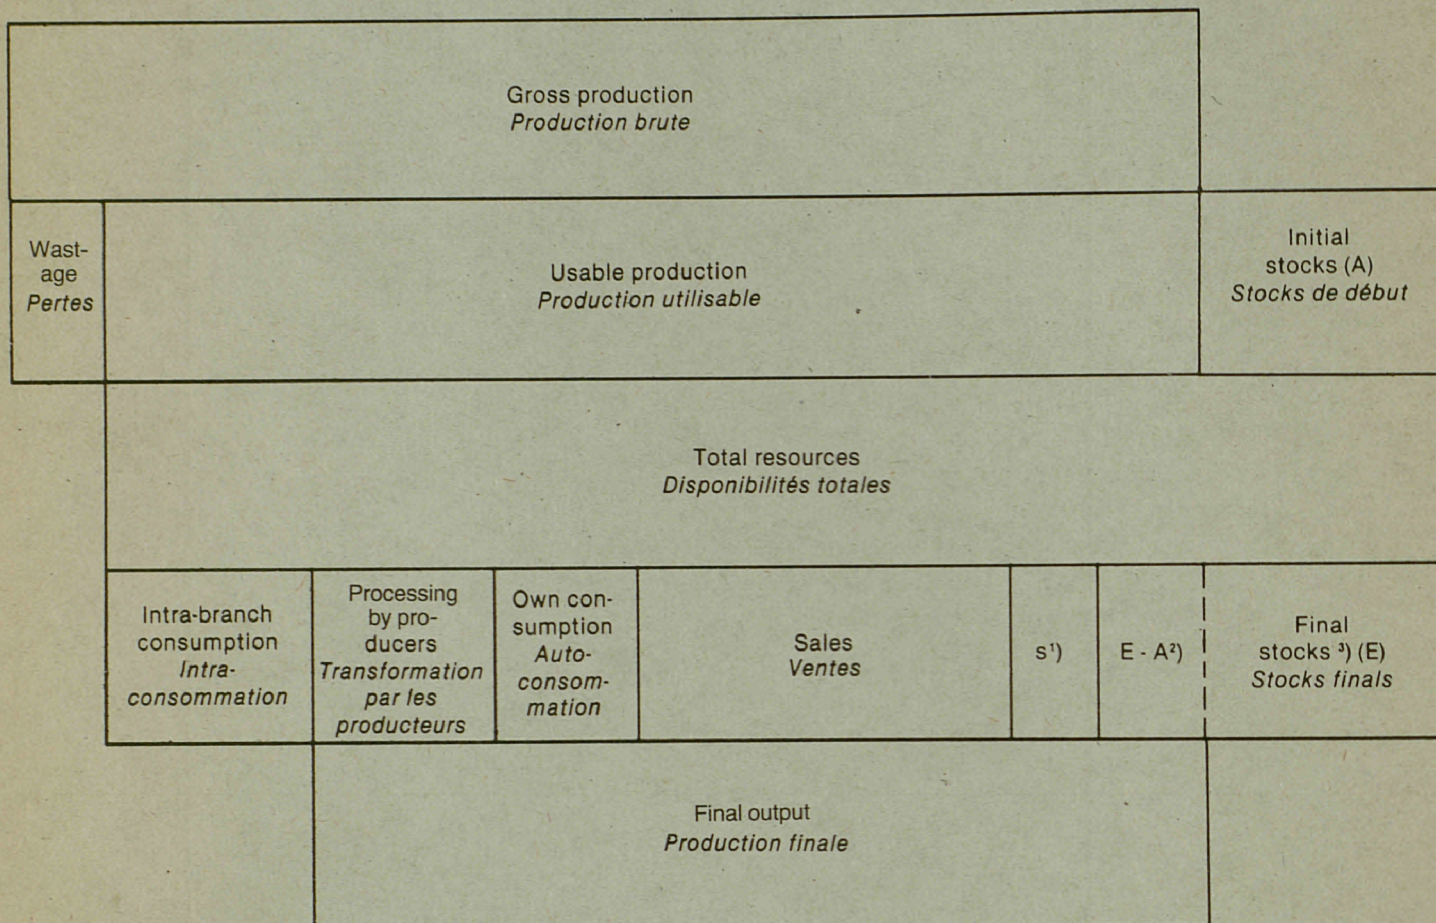 Gross production
Production brute
Wast-
age
Pertes
Usable production
Production utilisable
Initial
stocks (A)
Stocks de début
Total resources
Disponibilités totales
Intra-branch
consumption
Intra-
consommation
Processing
by pro-
ducers
Transformation
par les
producteurs
Own con-
sumption
Auto-
consom-
mation
Sales
Ventes
s¹)
E - A²)
Final
stocks ³) (E)
Stocks finals
Final output
Production finale